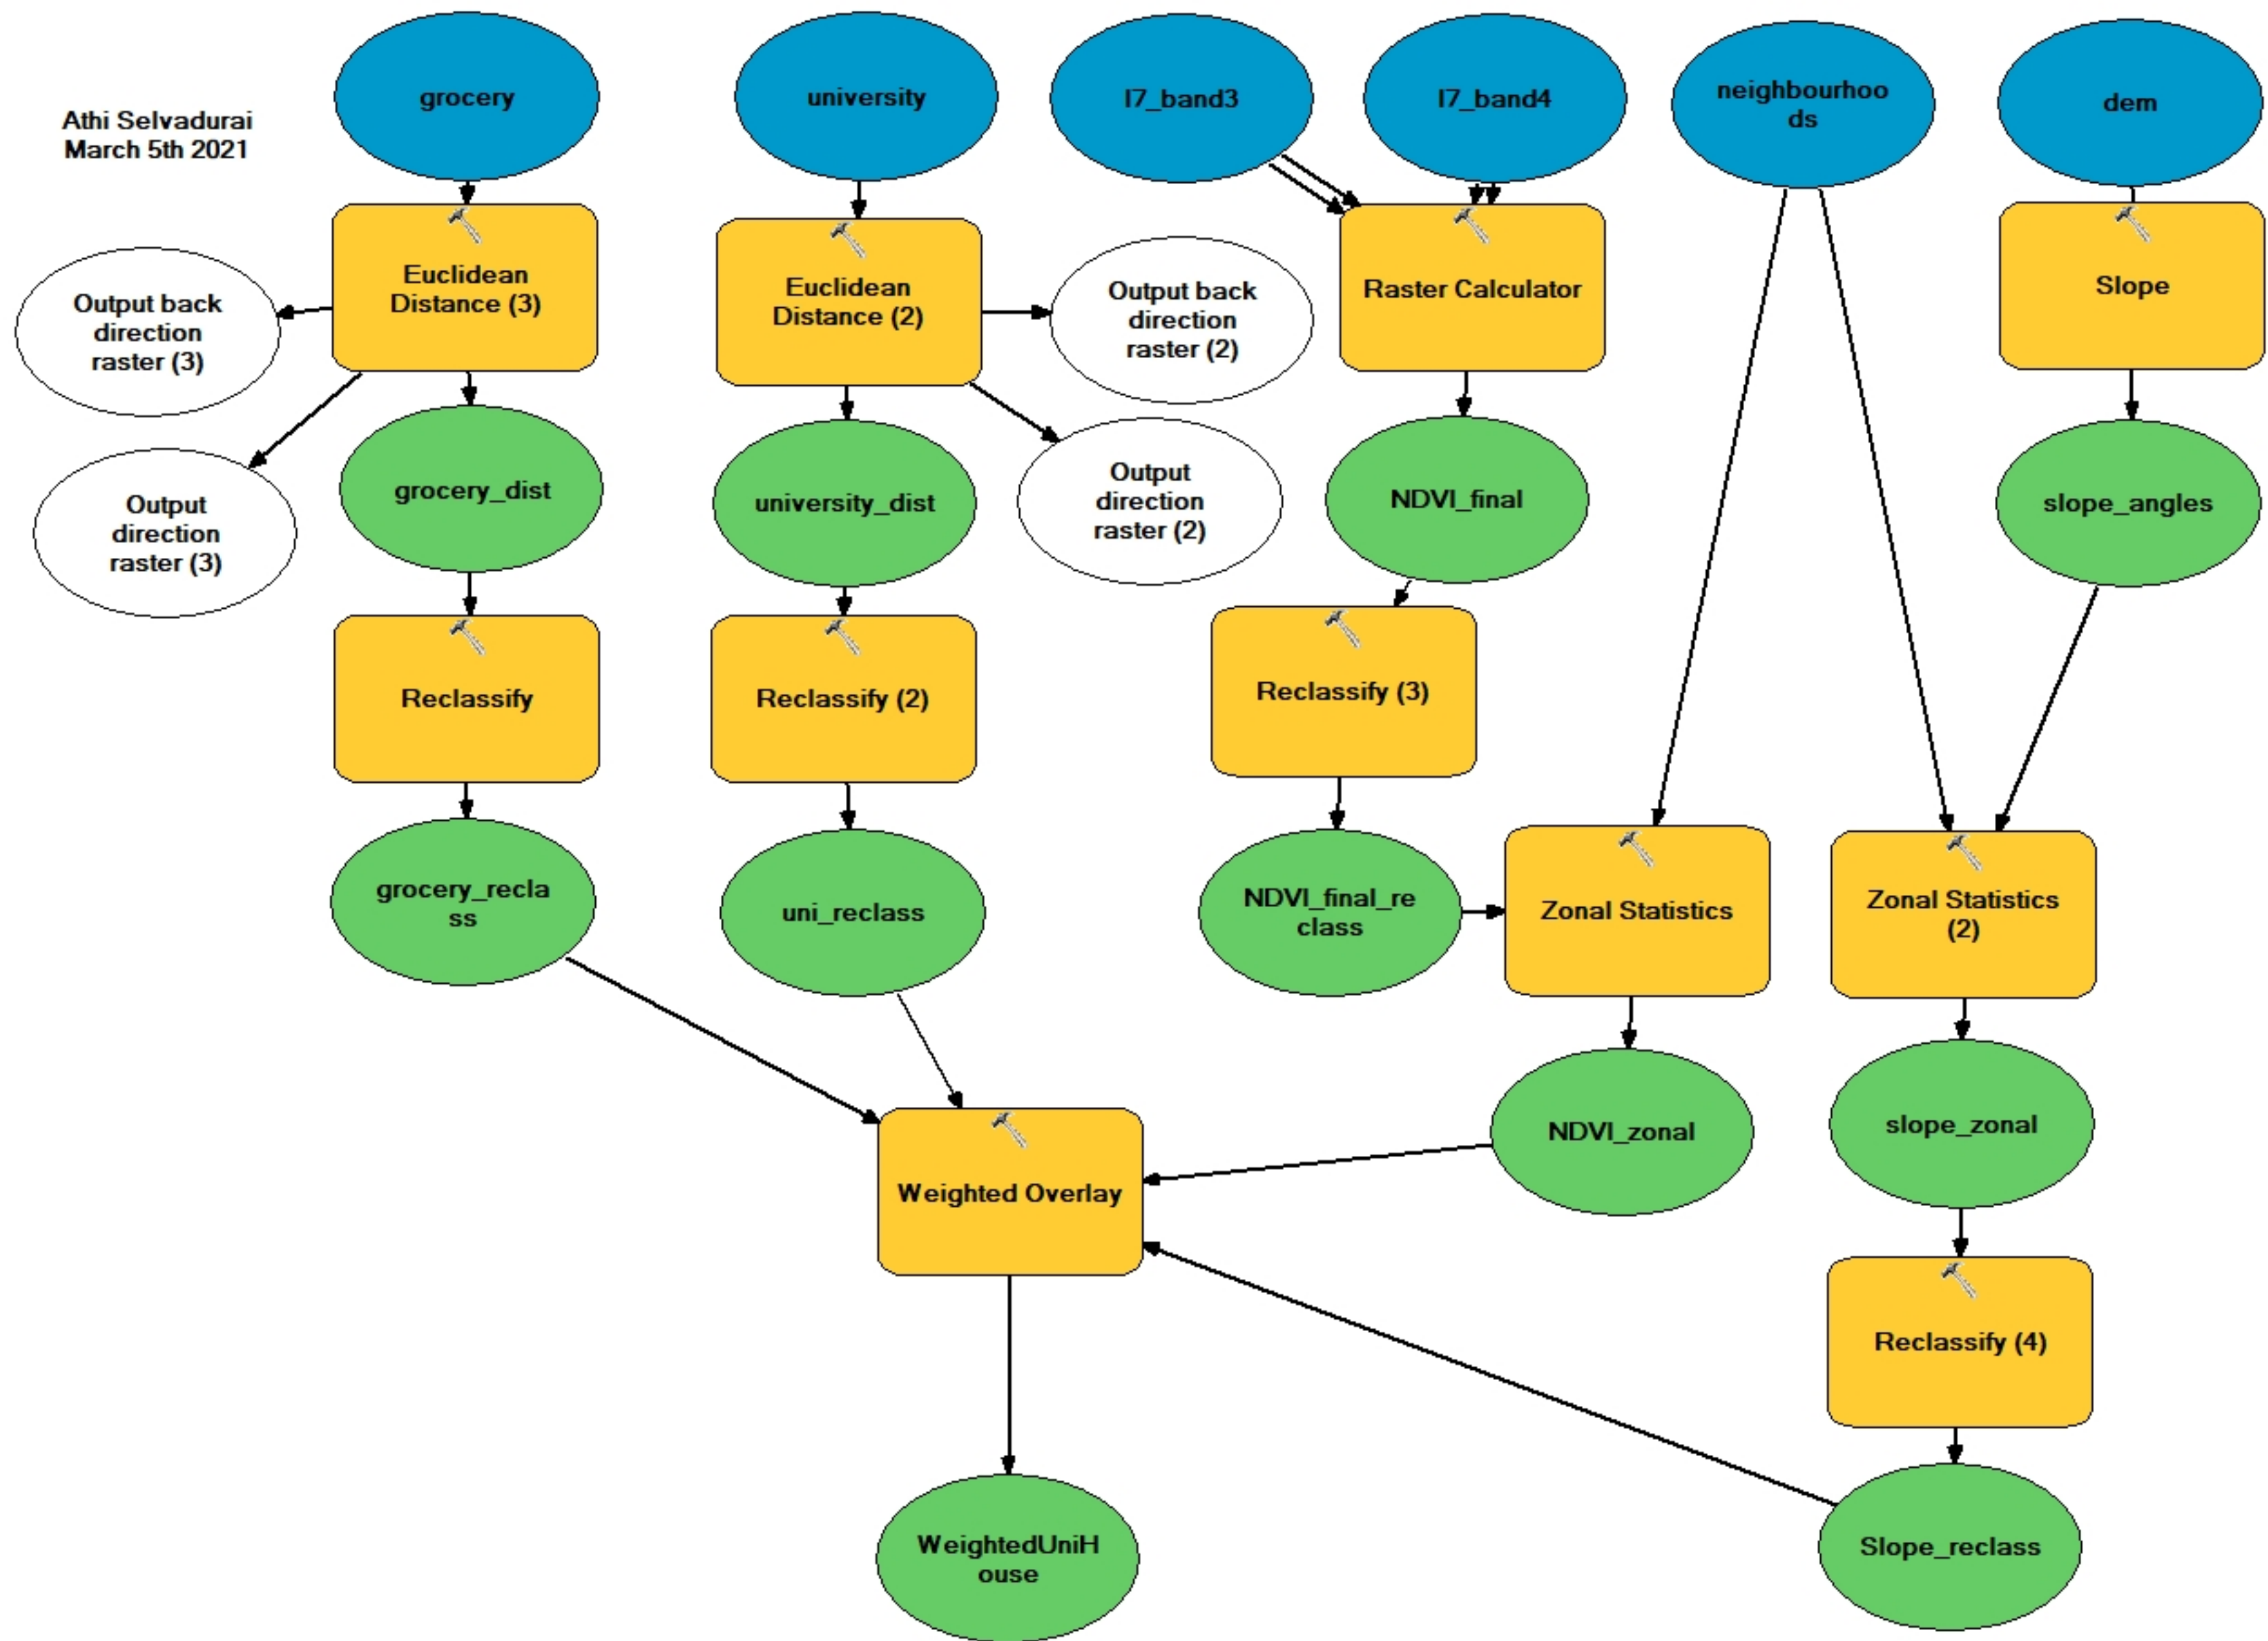 grocery
university
l7_band3
l7_band4
neighbourhoo
ds
dem
Athi Selvadurai
March 5th 2021
Euclidean
Distance (3)
Euclidean
Distance (2)
Raster Calculator
Slope
Output back
direction
raster (3)
Output back
direction
raster (2)
Output
direction
raster (3)
grocery_dist
university_dist
Output
direction
raster (2)
NDVI_final
slope_angles
Reclassify
Reclassify (2)
Reclassify (3)
grocery_recla
ss
uni_reclass
NDVI_final_re
class
Zonal Statistics
Zonal Statistics
(2)
Weighted Overlay
NDVI_zonal
slope_zonal
Reclassify (4)
WeightedUniH
ouse
Slope_reclass